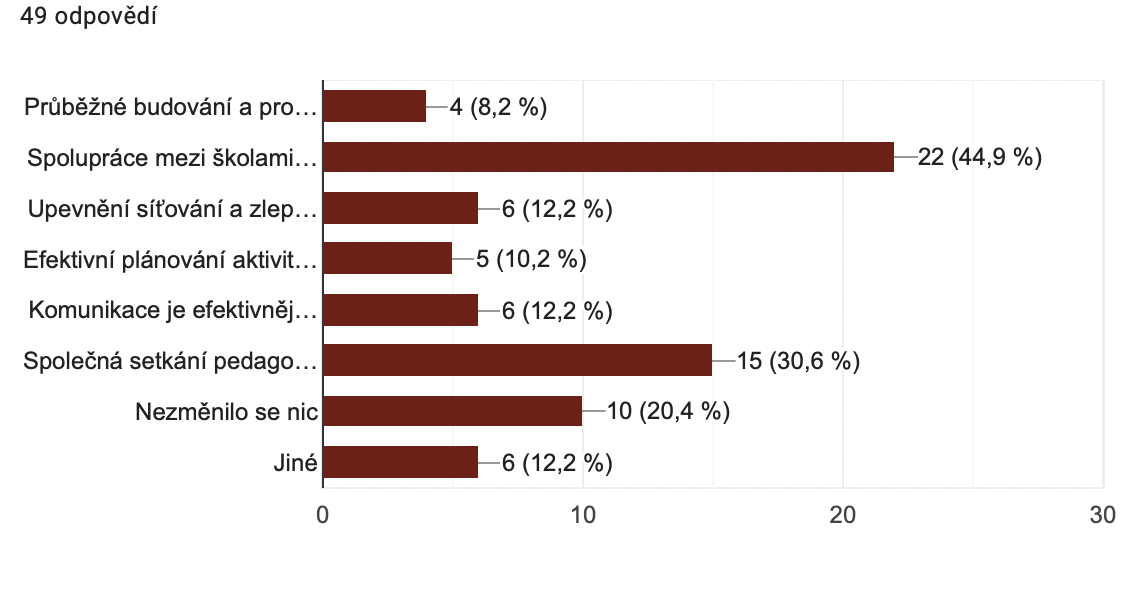 49 odpovědí
Průběžné budování a pro… 4 (8,2 %)
Spolupráce mezi školami… 22 (44,9 %)
Upevnění síťování a zlep… 6 (12,2 %)
Efektivní plánování aktivit… 5 (10,2 %)
Komunikace je efektivněj… 6 (12,2 %)
Společná setkání pedago… 15 (30,6 %)
Nezměnilo se nic 10 (20,4 %)
Jiné 6 (12,2 %)
0 10 20 30